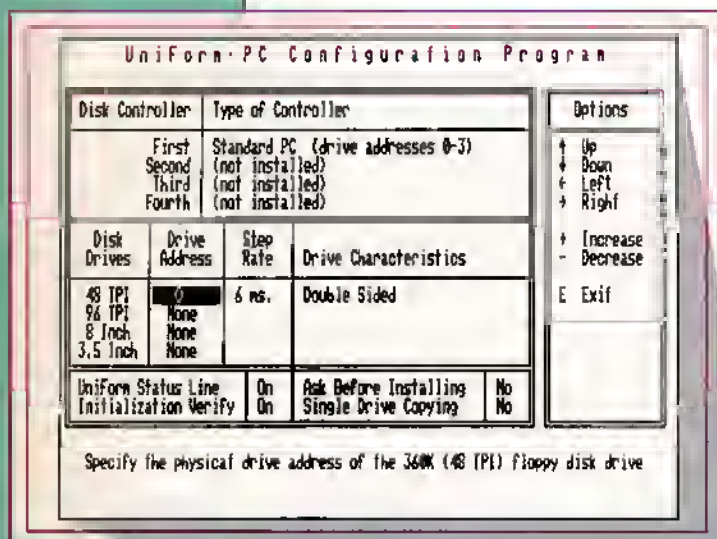 UniForm-PC Configuration Program
Disk Controller Type of Controller
First Standard PC (drive addresses 0-3)
Second (not installed)
Third (not installed)
Fourth (not installed)
Disk Drives Drive Address Step Rate Drive Characteristics
48 TPI 0 6 ms. Double Sided
96 TPI None
8 Inch None
3.5 Inch None
UniForm Status Line On Ask Before Installing No
Initialization Verify On Single Drive Copying No
Options
↑ Up
↓ Down
← Left
→ Right
+ Increase
- Decrease
E Exit
Specify the physical drive address of the 360K (48 TPI) floppy disk drive